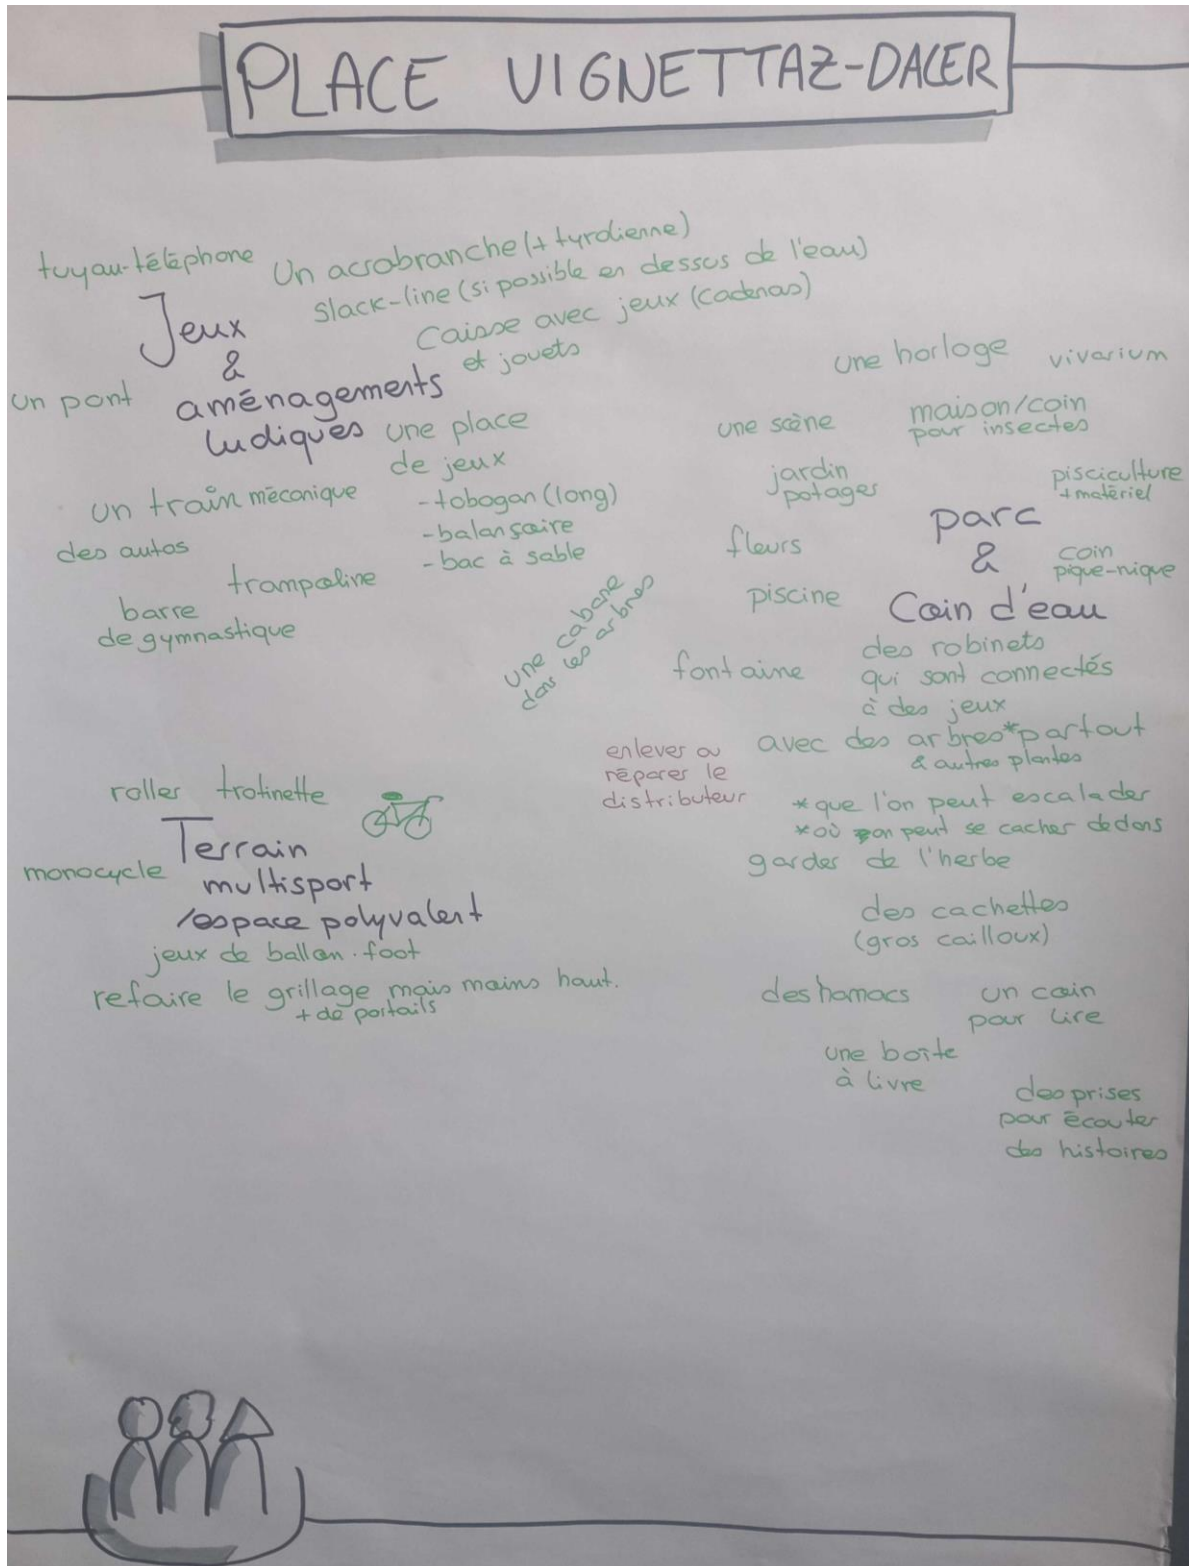 PLACE VIGNETTAZ-DALER
tuyau-téléphone
Un acrobranche (+ tyrolienne)
Slack-line (si possible en dessus de l'eau)
Caisse avec jeux (cadenas)
et jouets
Jeux
&
aménagements
ludiques
un pont
une place
de jeux
-tobogan (long)
-balançoire
-bac à sable
un train mécanique
des autos
trampoline
barre
de gymnastique
une cabane
dans les arbres
une horloge
vivarium
une scène
maison/coin
pour insectes
jardin
potages
pisciculture
+matériel
parc
&
Coin d'eau
fleurs
coin
pique-nique
piscine
fontaine
des robinets
qui sont connectés
à des jeux
avec des arbres*partout
& autres plantes
*que l'on peut escalader
*où on peut se cacher dedans
garder de l'herbe
enlever ou
réparer le
distributeur
des cachettes
(gros cailloux)
des hamacs
un coin
pour lire
une boîte
à livre
des prises
pour écouter
des histoires
roller trotinette
monocycle
Terrain
multisport
/espace polyvalent
jeux de ballon·foot
refaire le grillage mais moins haut.
+ de portails